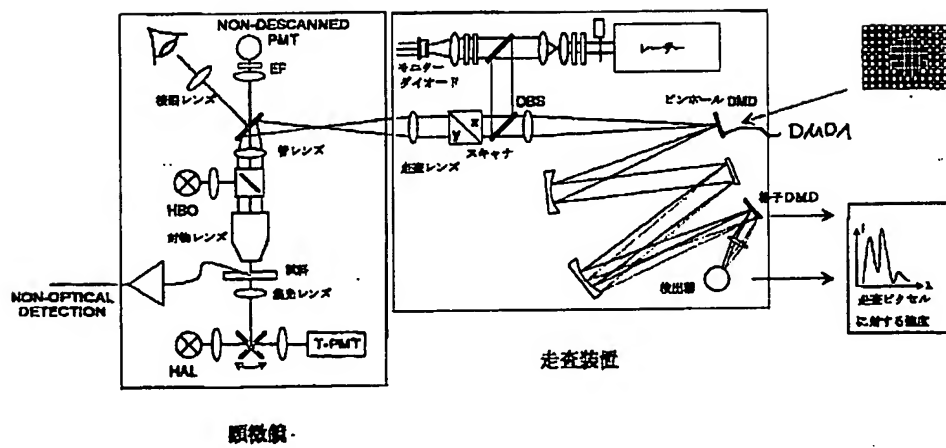 NON-DESCANNED
PMT
EF
接眼レンズ
管レンズ
HBO
対物レンズ
試料
NON-OPTICAL
DETECTION
集光レンズ
HAL
T-PMT
顕微鏡
モニター
ダイオード
レーザー
DBS
x
y
スキャナ
走査レンズ
ピンホール DMD
DMD1
格子DMD
検出器
走査装置
I
λ
走査ピクセル
に対する強度